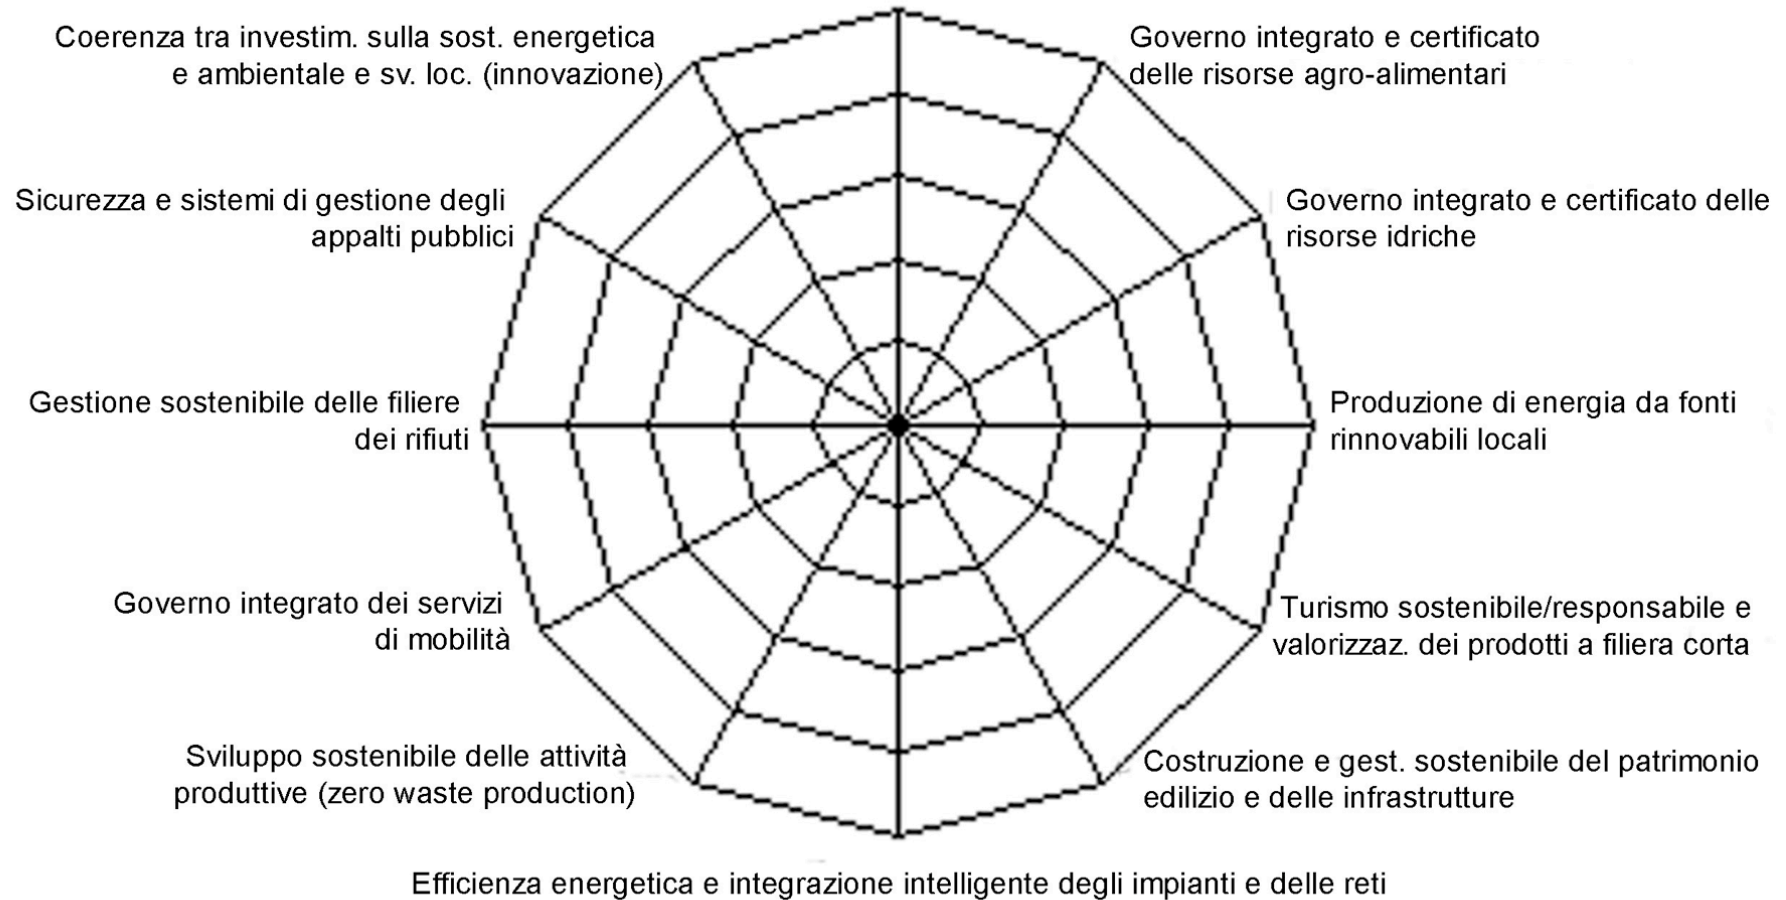 Coerenza tra investim. sulla sost. energetica
e ambientale e sv. loc. (innovazione)
Governo integrato e certificato
delle risorse agro-alimentari
Sicurezza e sistemi di gestione degli
appalti pubblici
Governo integrato e certificato delle
risorse idriche
Gestione sostenibile delle filiere
dei rifiuti
Produzione di energia da fonti
rinnovabili locali
Governo integrato dei servizi
di mobilità
Turismo sostenibile/responsabile e
valorizzaz. dei prodotti a filiera corta
Sviluppo sostenibile delle attività
produttive (zero waste production)
Costruzione e gest. sostenibile del patrimonio
edilizio e delle infrastrutture
Efficienza energetica e integrazione intelligente degli impianti e delle reti